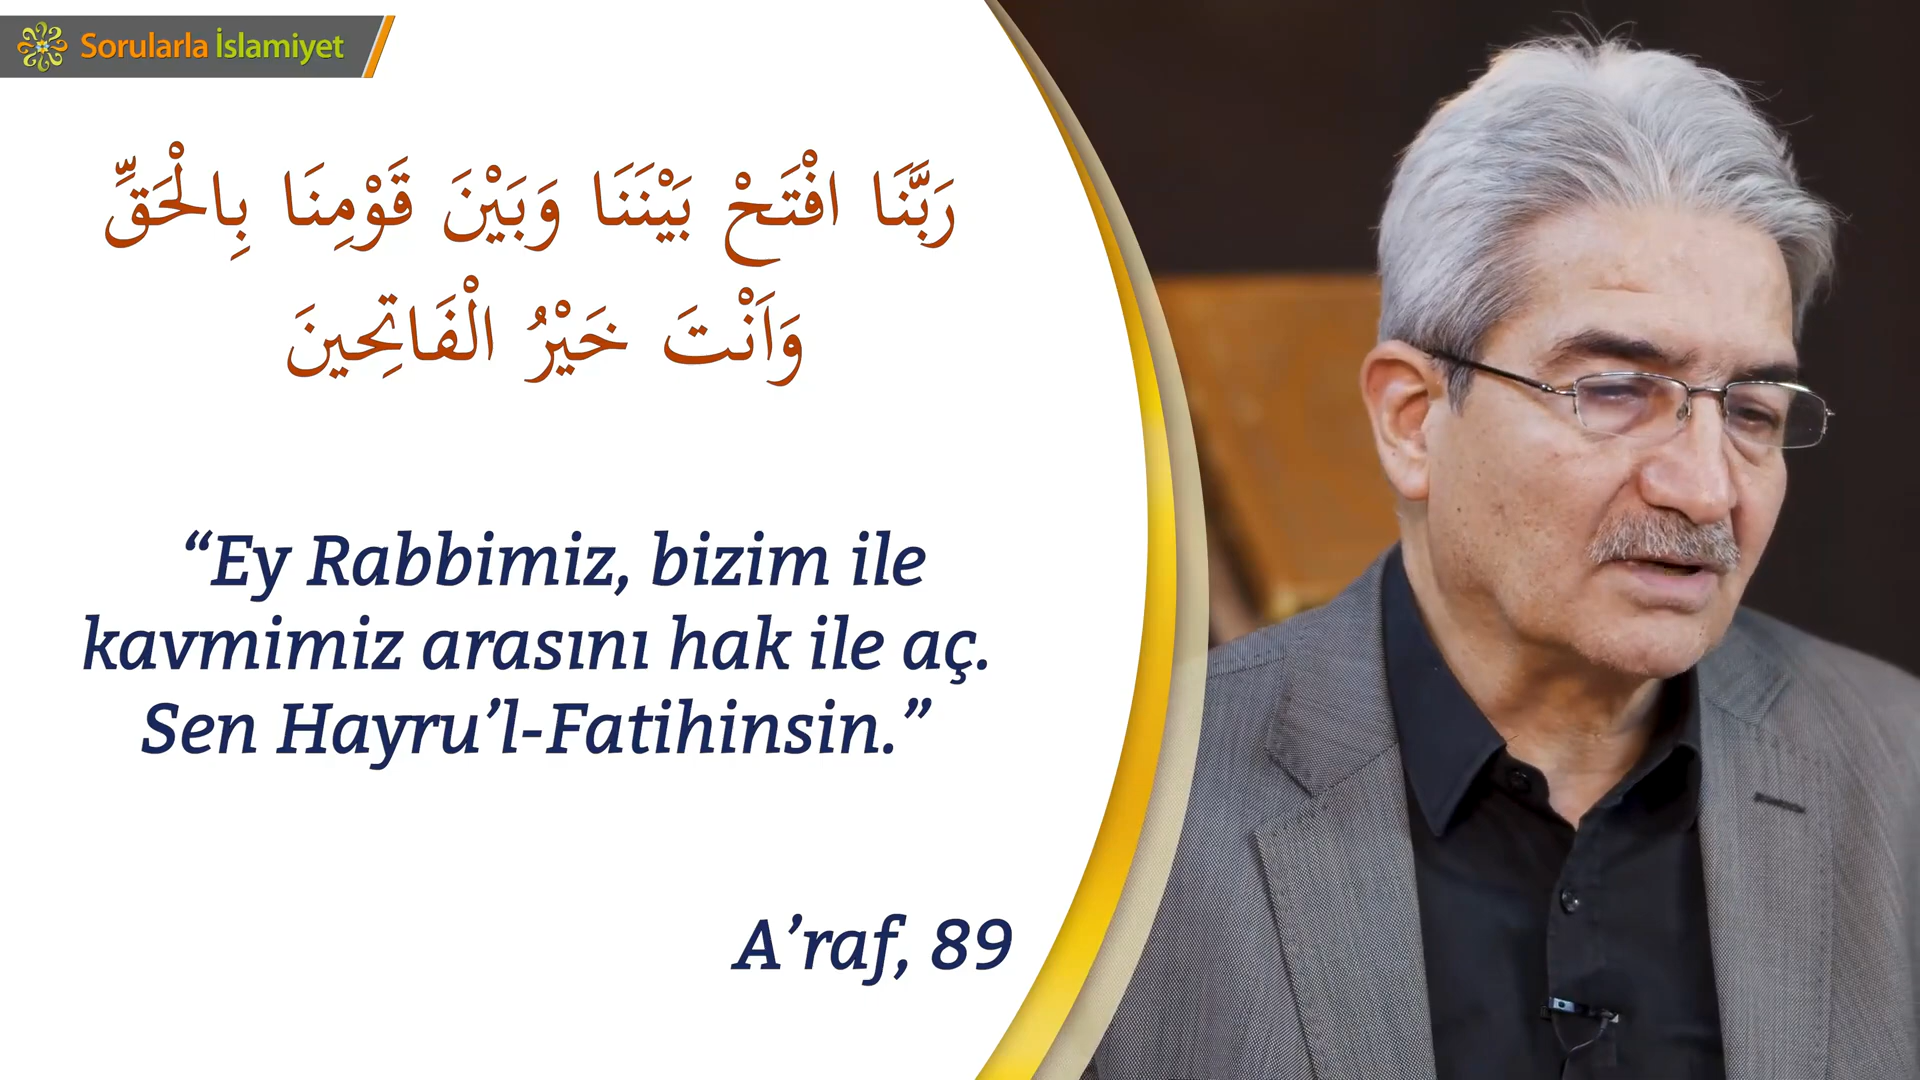 Sorularla İslamiyet
رَبَّنَا افْتَحْ بَيْنَنَا وَبَيْنَ قَوْمِنَا بِالْحَقِّ
وَاَنْتَ خَيْرُ الْفَاتِحِينَ
“Ey Rabbimiz, bizim ile
kavmimiz arasını hak ile aç.
Sen Hayru’l-Fatihinsin.”
A’raf, 89